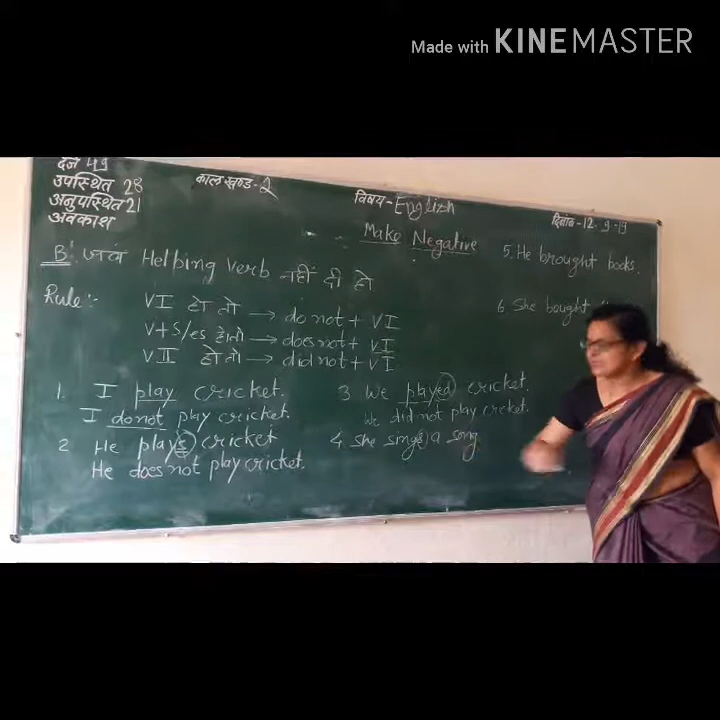 Made with KINEMASTER
दर्ज 49
उपस्थित 28
अनुपस्थित 21
अवकाश
काल खण्ड - 2
विषय - English
दिनांक - 12-9-19
Make Negative
B. जब Helping verb नहीं दी हो
Rule :-
VI हो तो → do not + VI
V+S/es हो तो → does not + VI
VII हो तो → did not + VI
1. I play cricket.
I donot play cricket.
2 He plays cricket
He does not play cricket.
3 We played cricket.
We did not play cricket.
4 She sings a song.
5. He brought books.
6. She bought